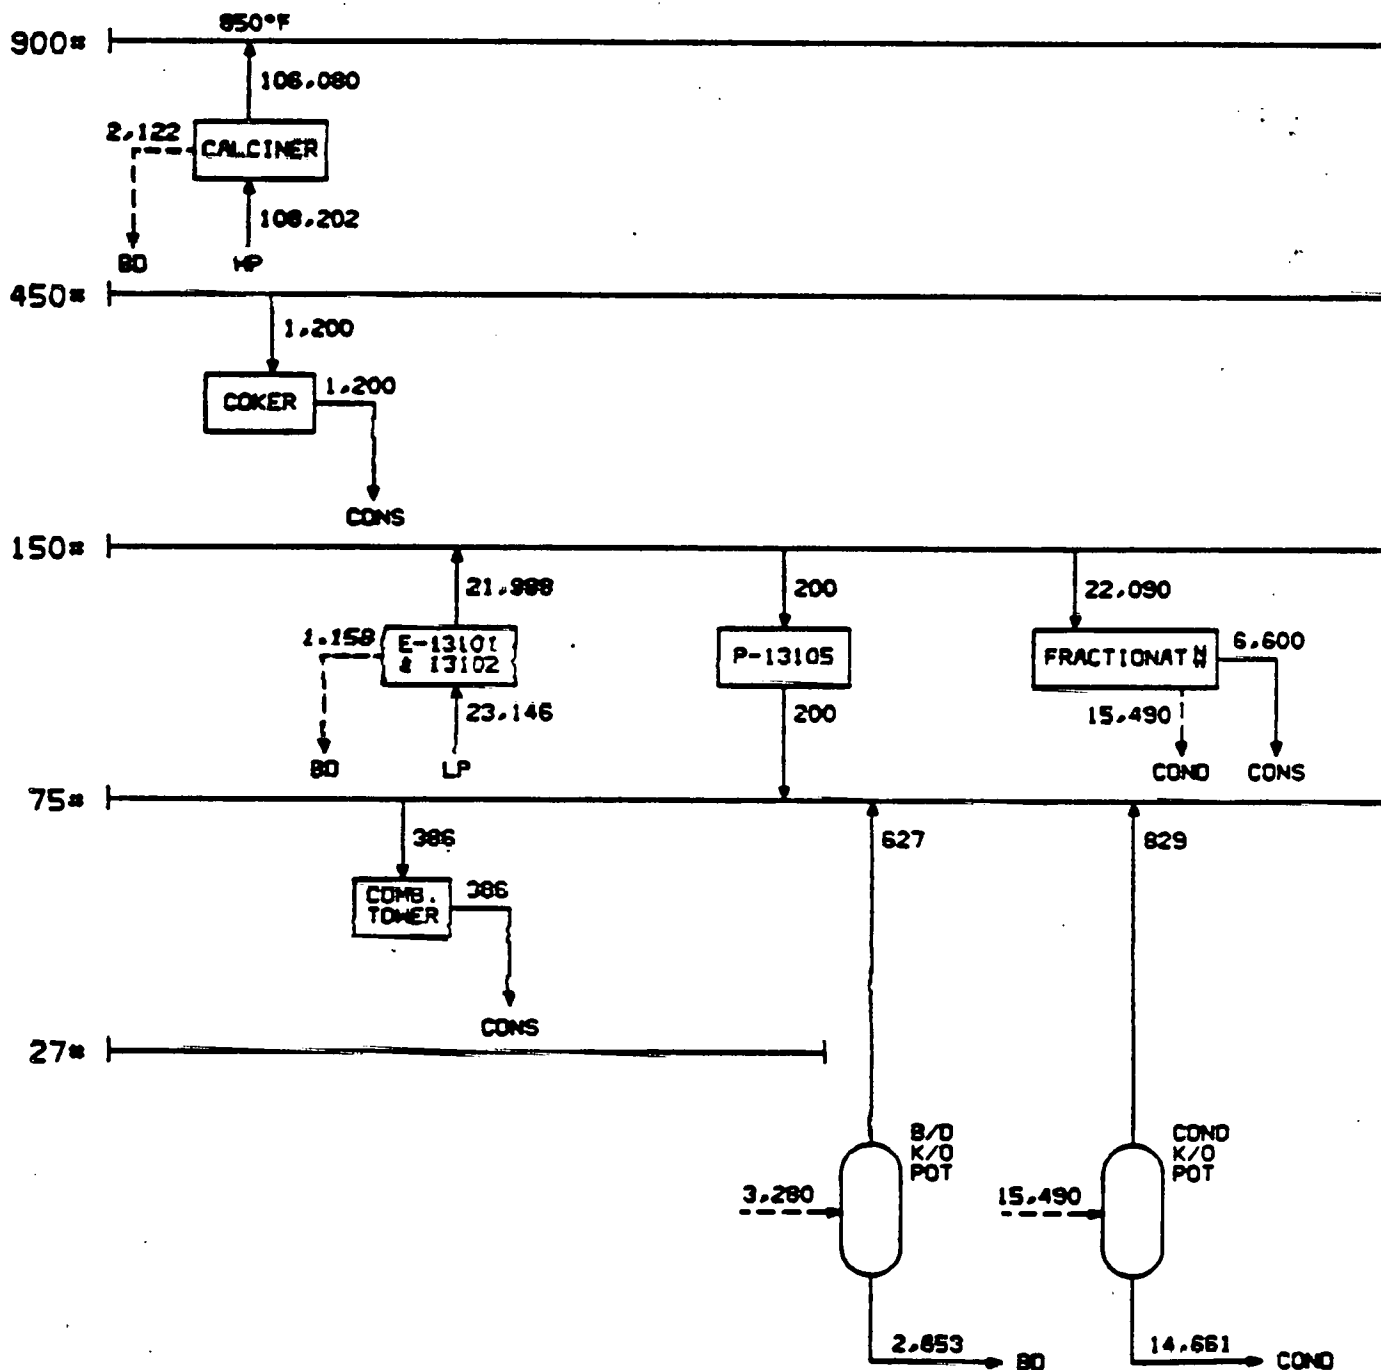 850°F
900#
106,080
2,122
CALCINER
108,202
BD
HP
450#
1,200
COKER
1,200
CONS
150#
21,988
200
22,090
1,158
E-13101
& 13102
P-13105
FRACTIONAT'N
6,600
23,146
200
15,490
BD
LP
COND
CONS
75#
386
627
829
COMB.
TOWER
386
CONS
27#
B/D
K/O
POT
COND
K/O
POT
3,280
15,490
2,653
BD
14,661
COND